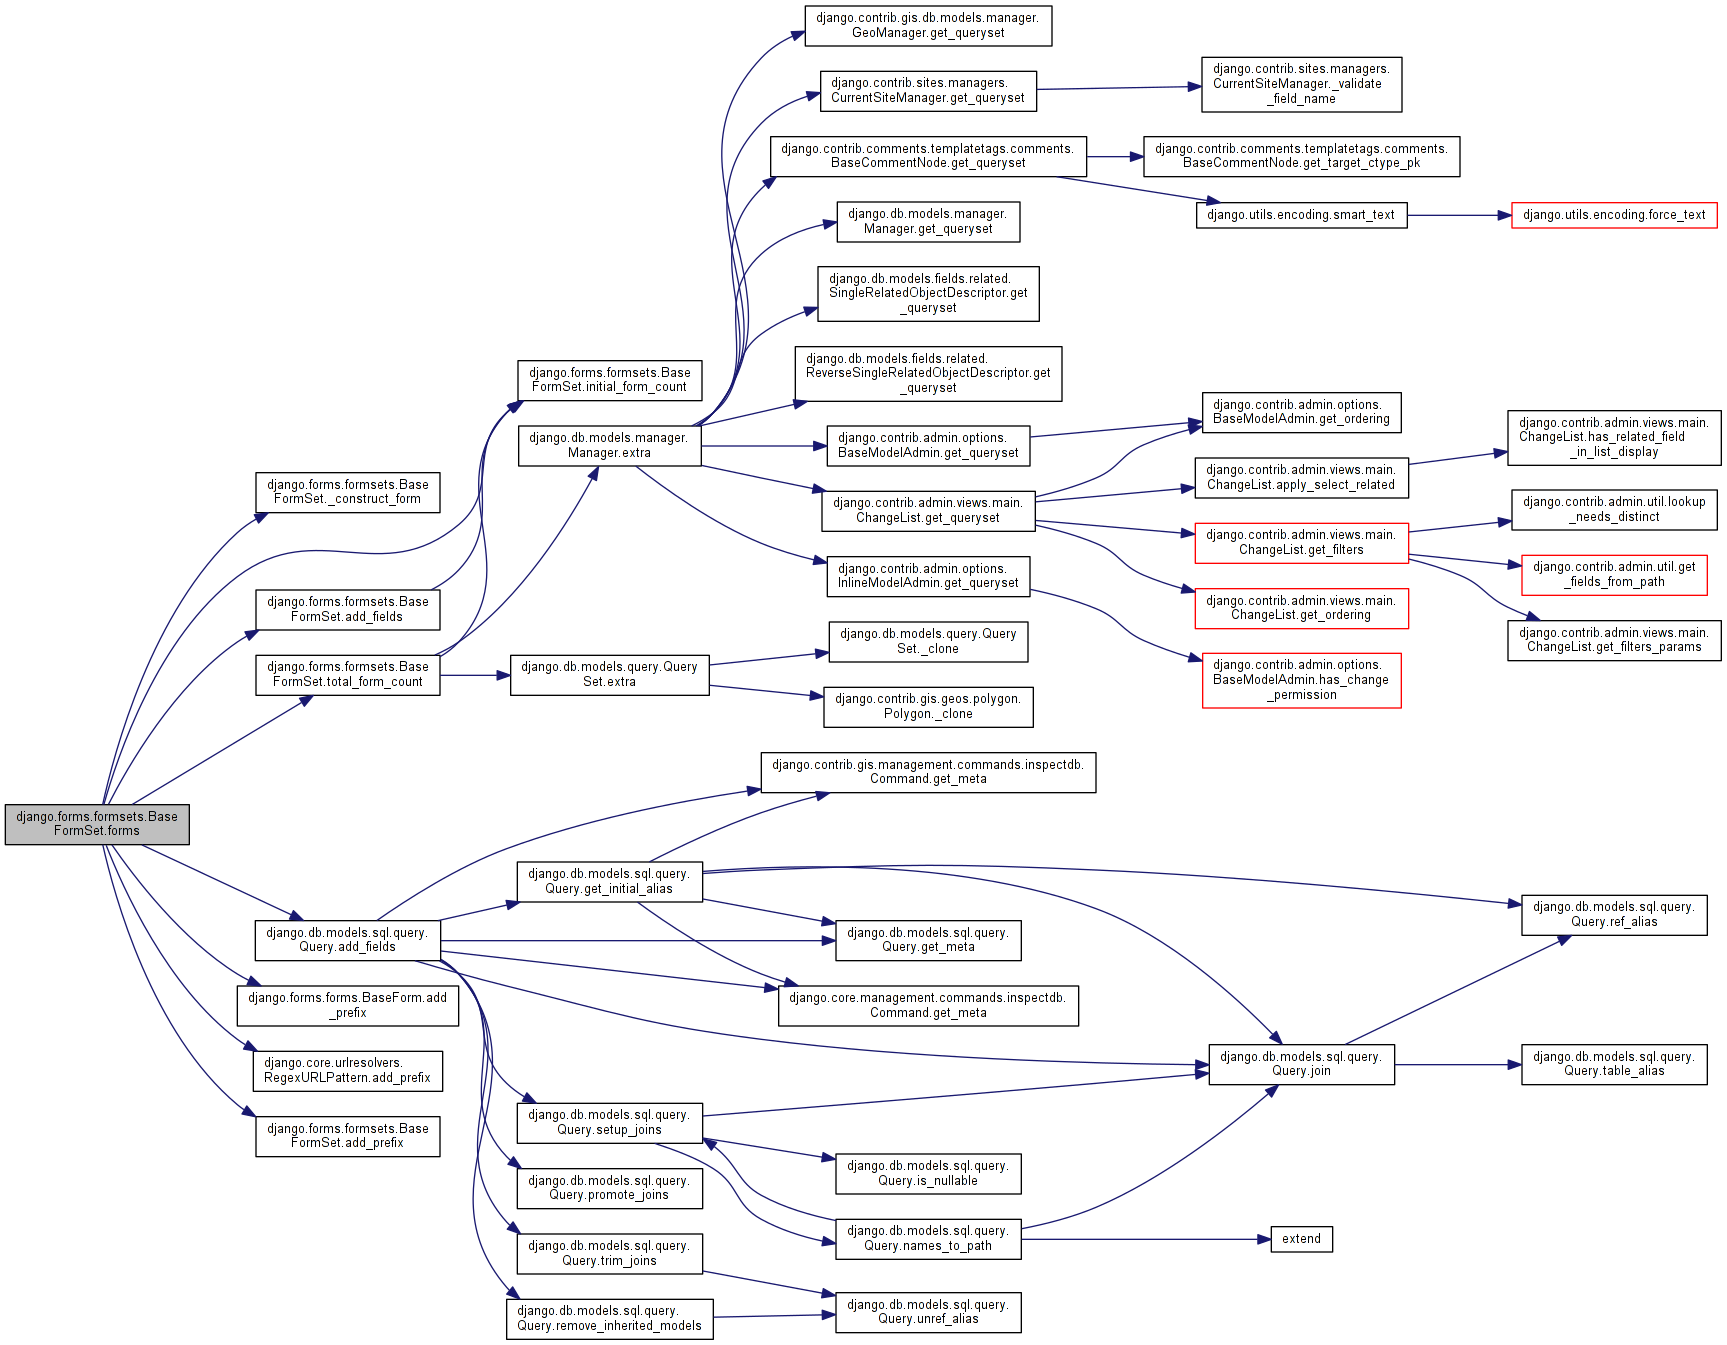 django.contrib.gis.db.models.manager.
GeoManager.get_queryset
django.contrib.sites.managers.
CurrentSiteManager.get_queryset
django.contrib.sites.managers.
CurrentSiteManager._validate
_field_name
django.contrib.comments.templatetags.comments.
BaseCommentNode.get_queryset
django.contrib.comments.templatetags.comments.
BaseCommentNode.get_target_ctype_pk
django.utils.encoding.smart_text
django.utils.encoding.force_text
django.db.models.manager.
Manager.get_queryset
django.db.models.fields.related.
SingleRelatedObjectDescriptor.get
_queryset
django.db.models.fields.related.
ReverseSingleRelatedObjectDescriptor.get
_queryset
django.forms.formsets.Base
FormSet.initial_form_count
django.db.models.manager.
Manager.extra
django.contrib.admin.options.
BaseModelAdmin.get_queryset
django.contrib.admin.options.
BaseModelAdmin.get_ordering
django.contrib.admin.views.main.
ChangeList.has_related_field
_in_list_display
django.contrib.admin.views.main.
ChangeList.apply_select_related
django.contrib.admin.views.main.
ChangeList.get_queryset
django.forms.formsets.Base
FormSet._construct_form
django.contrib.admin.util.lookup
_needs_distinct
django.contrib.admin.views.main.
ChangeList.get_filters
django.contrib.admin.options.
InlineModelAdmin.get_queryset
django.contrib.admin.util.get
_fields_from_path
django.contrib.admin.views.main.
ChangeList.get_ordering
django.contrib.admin.views.main.
ChangeList.get_filters_params
django.forms.formsets.Base
FormSet.add_fields
django.forms.formsets.Base
FormSet.total_form_count
django.db.models.query.Query
Set.extra
django.db.models.query.Query
Set._clone
django.contrib.gis.geos.polygon.
Polygon._clone
django.contrib.admin.options.
BaseModelAdmin.has_change
_permission
django.contrib.gis.management.commands.inspectdb.
Command.get_meta
django.forms.formsets.Base
FormSet.forms
django.db.models.sql.query.
Query.get_initial_alias
django.db.models.sql.query.
Query.ref_alias
django.db.models.sql.query.
Query.add_fields
django.db.models.sql.query.
Query.get_meta
django.forms.forms.BaseForm.add
_prefix
django.core.management.commands.inspectdb.
Command.get_meta
django.core.urlresolvers.
RegexURLPattern.add_prefix
django.db.models.sql.query.
Query.join
django.db.models.sql.query.
Query.table_alias
django.forms.formsets.Base
FormSet.add_prefix
django.db.models.sql.query.
Query.setup_joins
django.db.models.sql.query.
Query.is_nullable
django.db.models.sql.query.
Query.promote_joins
django.db.models.sql.query.
Query.names_to_path
extend
django.db.models.sql.query.
Query.trim_joins
django.db.models.sql.query.
Query.remove_inherited_models
django.db.models.sql.query.
Query.unref_alias